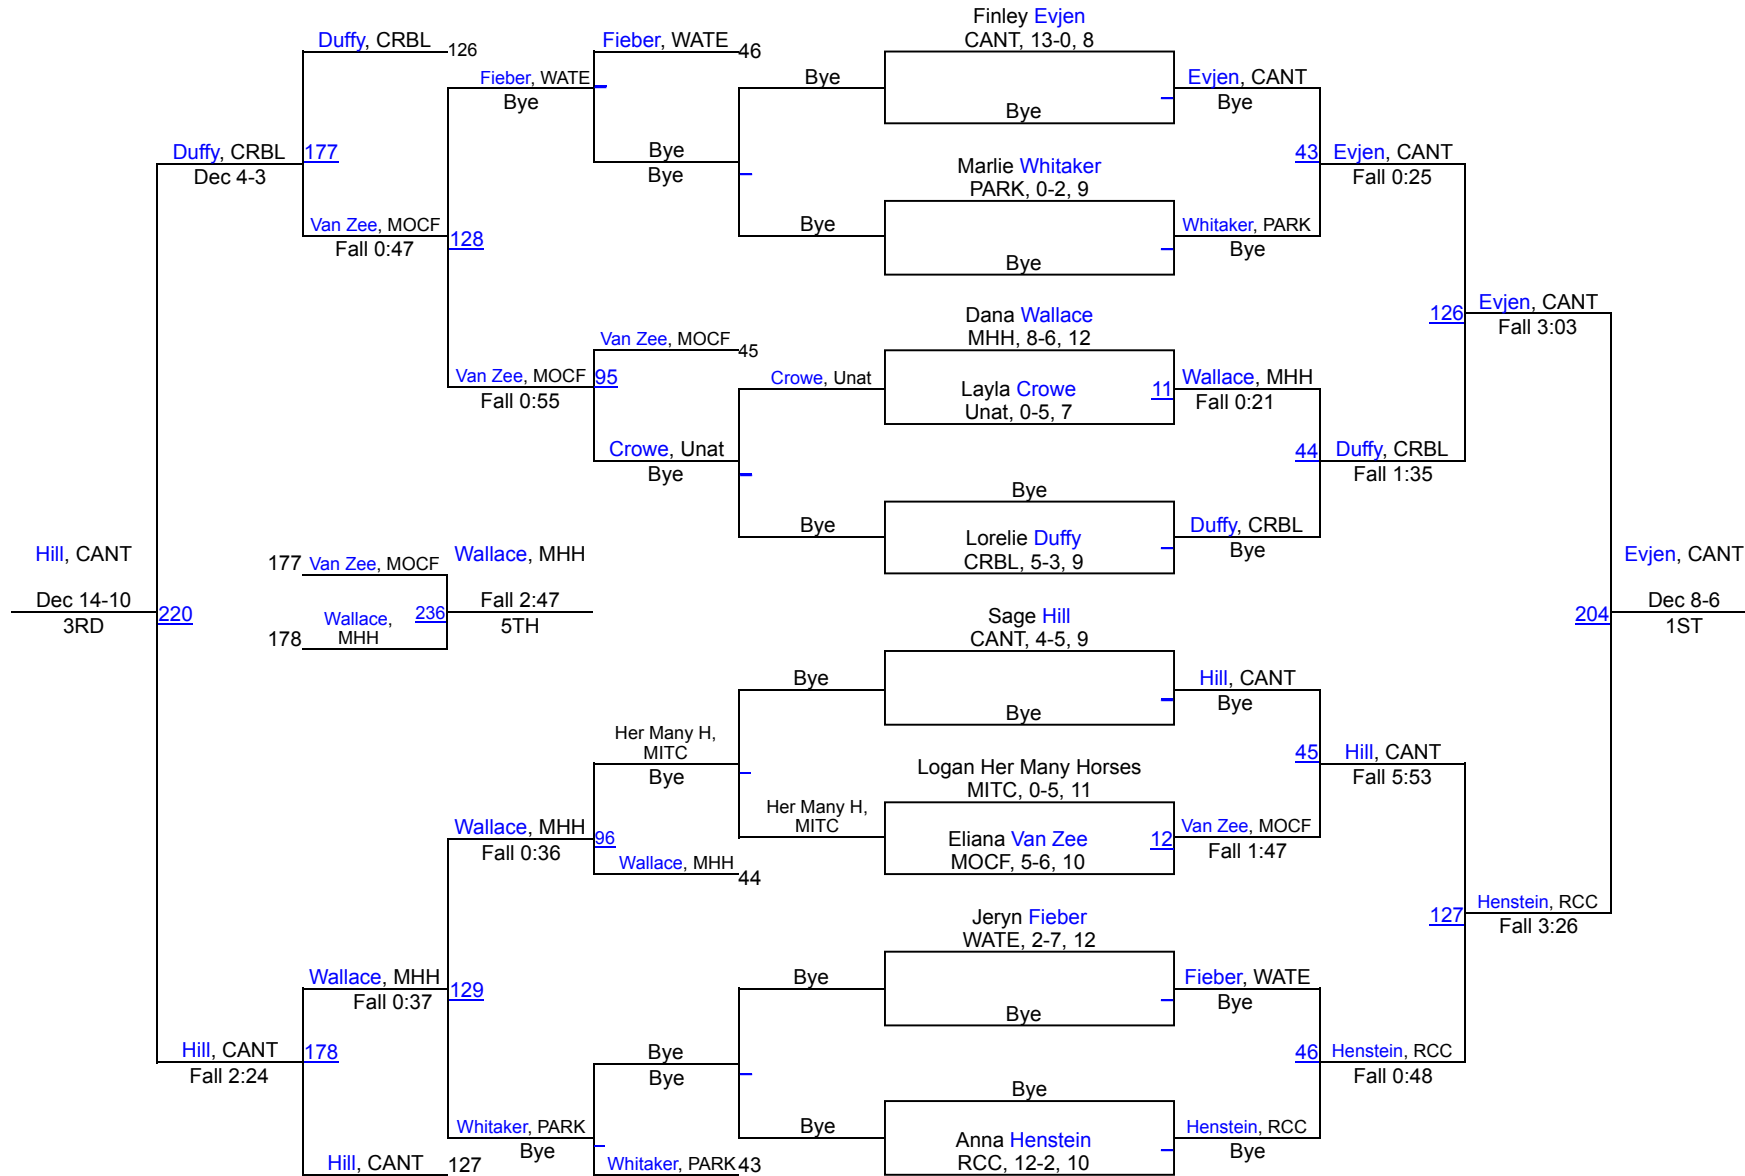 Finley Evjen
Duffy, CRBL
126
Fieber, WATE
46
CANT, 13-0, 8
Fieber, WATE
Bye
Bye
Evjen, CANT
Bye
Bye
Duffy, CRBL
177
Dec 4-3
Bye
Bye
Marlie Whitaker
PARK, 0-2, 9
43
Evjen, CANT
Fall 0:25
Van Zee, MOCF
128
Fall 0:47
Bye
Whitaker, PARK
Bye
Bye
Van Zee, MOCF
45
Dana Wallace
MHH, 8-6, 12
126
Evjen, CANT
Fall 3:03
Van Zee, MOCF
95
Fall 0:55
Crowe, Unat
Layla Crowe
Unat, 0-5, 7
11
Wallace, MHH
Fall 0:21
Crowe, Unat
Bye
44
Duffy, CRBL
Fall 1:35
Bye
Bye
Lorelie Duffy
CRBL, 5-3, 9
Duffy, CRBL
Bye
Hill, CANT
Dec 14-10
3RD
220
177
Van Zee, MOCF
Wallace, MHH
178
Wallace,
MHH
236
Fall 2:47
5TH
Evjen, CANT
204
Dec 8-6
1ST
Sage Hill
CANT, 4-5, 9
Bye
Hill, CANT
Bye
Bye
Her Many H,
MITC
Bye
Logan Her Many Horses
MITC, 0-5, 11
45
Hill, CANT
Fall 5:53
Wallace, MHH
96
Fall 0:36
Her Many H,
MITC
Eliana Van Zee
MOCF, 5-6, 10
12
Van Zee, MOCF
Fall 1:47
Wallace, MHH
44
Jeryn Fieber
WATE, 2-7, 12
127
Henstein, RCC
Fall 3:26
Wallace, MHH
129
Fall 0:37
Bye
Fieber, WATE
Bye
Bye
Hill, CANT
178
Fall 2:24
Bye
Bye
46
Henstein, RCC
Fall 0:48
Bye
Whitaker, PARK
Bye
Bye
Anna Henstein
RCC, 12-2, 10
Henstein, RCC
Bye
Hill, CANT
127
Whitaker, PARK
43